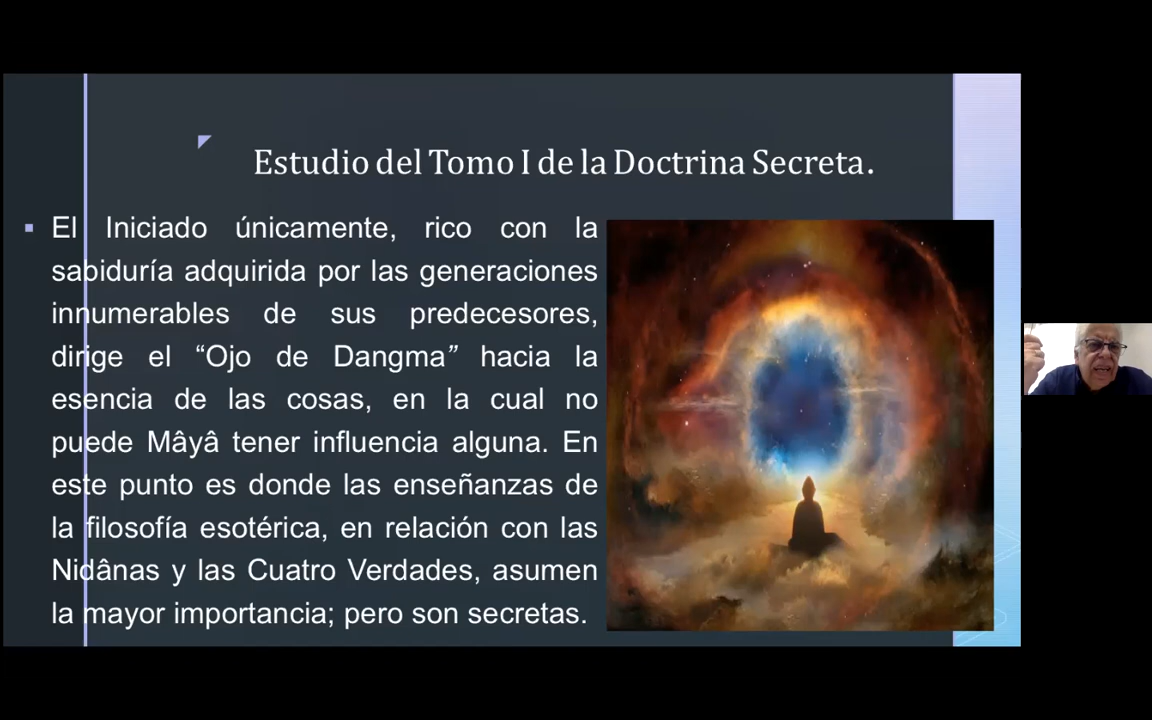 Estudio del Tomo I de la Doctrina Secreta.
▪ El Iniciado únicamente, rico con la
sabiduría adquirida por las generaciones
innumerables de sus predecesores,
dirige el “Ojo de Dangma” hacia la
esencia de las cosas, en la cual no
puede Mâyâ tener influencia alguna. En
este punto es donde las enseñanzas de
la filosofía esotérica, en relación con las
Nidânas y las Cuatro Verdades, asumen
la mayor importancia; pero son secretas.